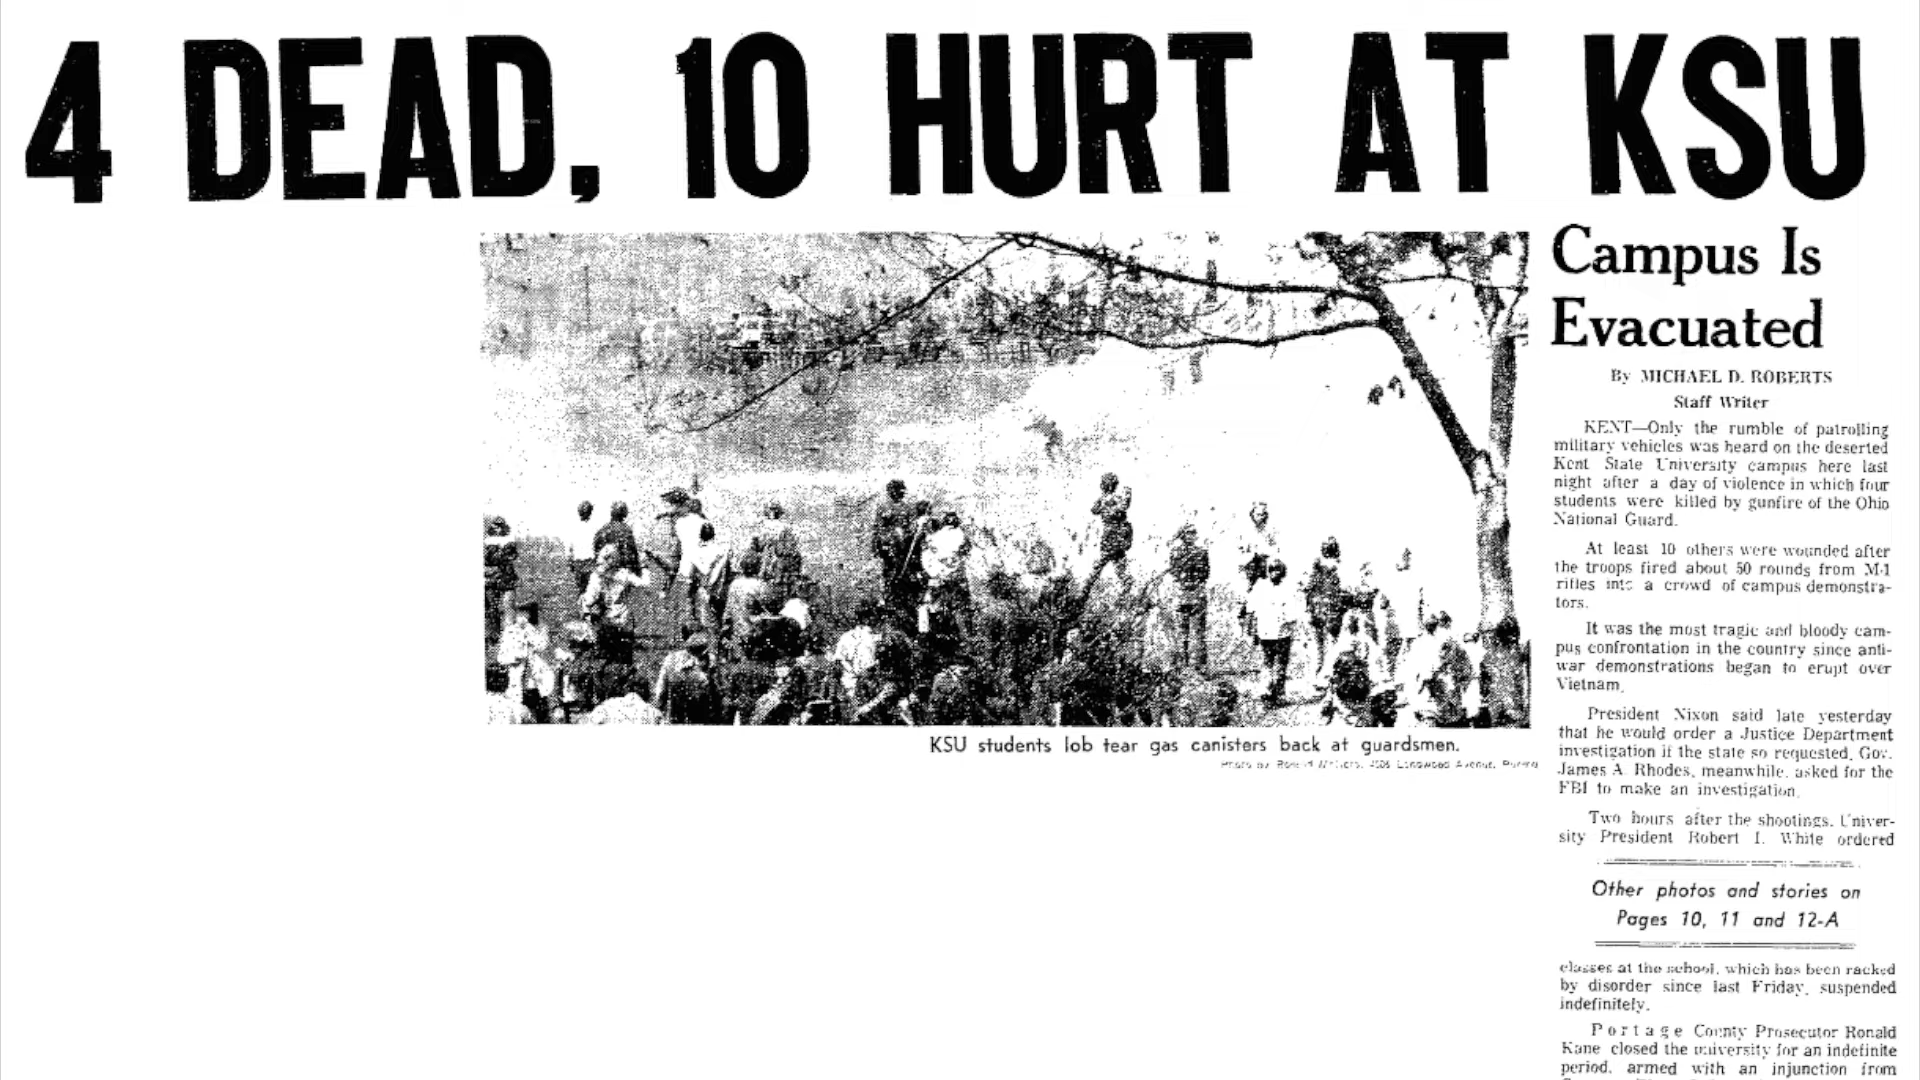 4 DEAD, 10 HURT AT KSU
KSU students lob tear gas canisters back at guardsmen.
Photo by
Campus Is
Evacuated
By MICHAEL D. ROBERTS
Staff Writer
KENT—Only the rumble of patrolling
military vehicles was heard on the deserted
Kent State University campus here last
night after a day of violence in which four
students were killed by gunfire of the Ohio
National Guard.
At least 10 others were wounded after
the troops fired about 50 rounds from M-1
rifles into a crowd of campus demonstra-
tors.
It was the most tragic and bloody cam-
pus confrontation in the country since anti-
war demonstrations began to erupt over
Vietnam.
President Nixon said late yesterday
that he would order a Justice Department
investigation if the state so requested. Gov.
James A. Rhodes, meanwhile, asked for the
FBI to make an investigation.
Two hours after the shootings, Univer-
sity President Robert I. White ordered
Other photos and stories on
Pages 10, 11 and 12-A
classes at the school, which has been racked
by disorder since last Friday, suspended
indefinitely.
Portage County Prosecutor Ronald
Kane closed the university for an indefinite
period, armed with an injunction from